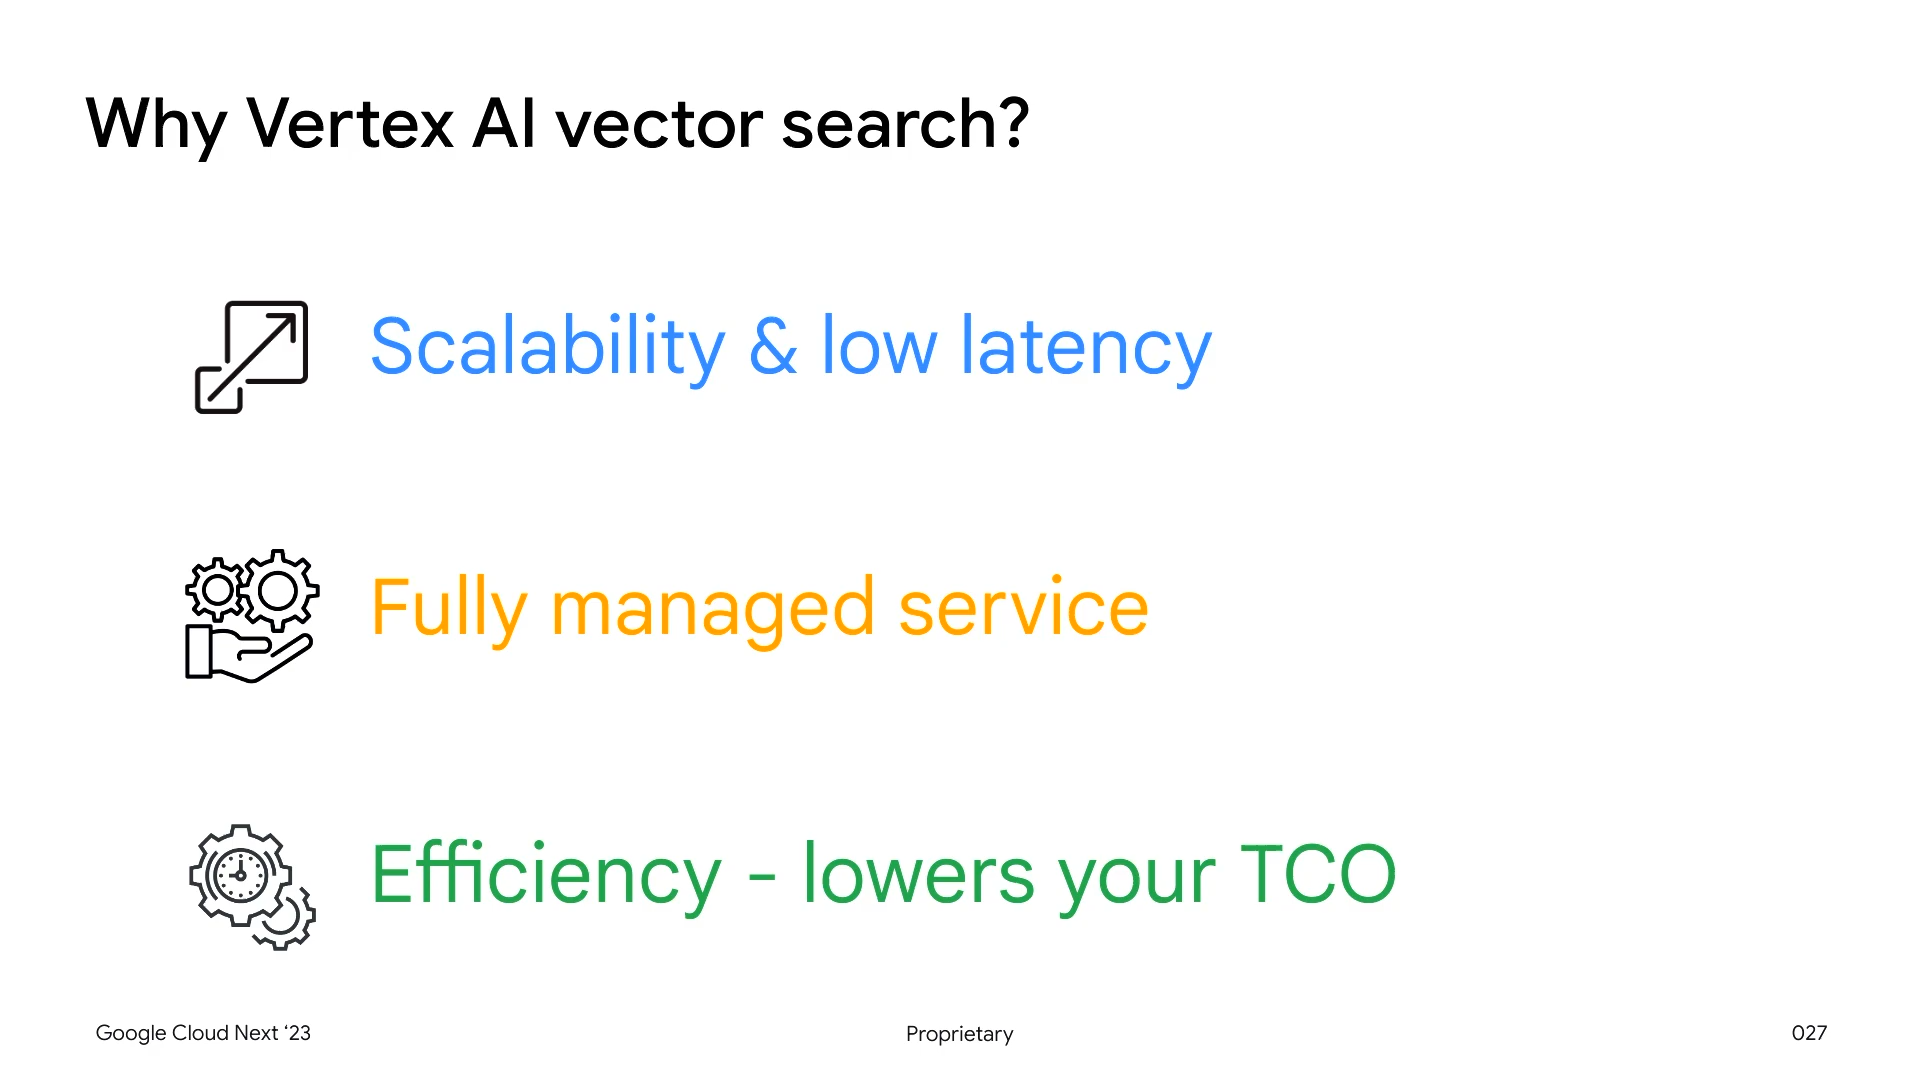 Why Vertex AI vector search?
Scalability & low latency
Fully managed service
Efficiency - lowers your TCO
Google Cloud Next ‘23
Proprietary
027